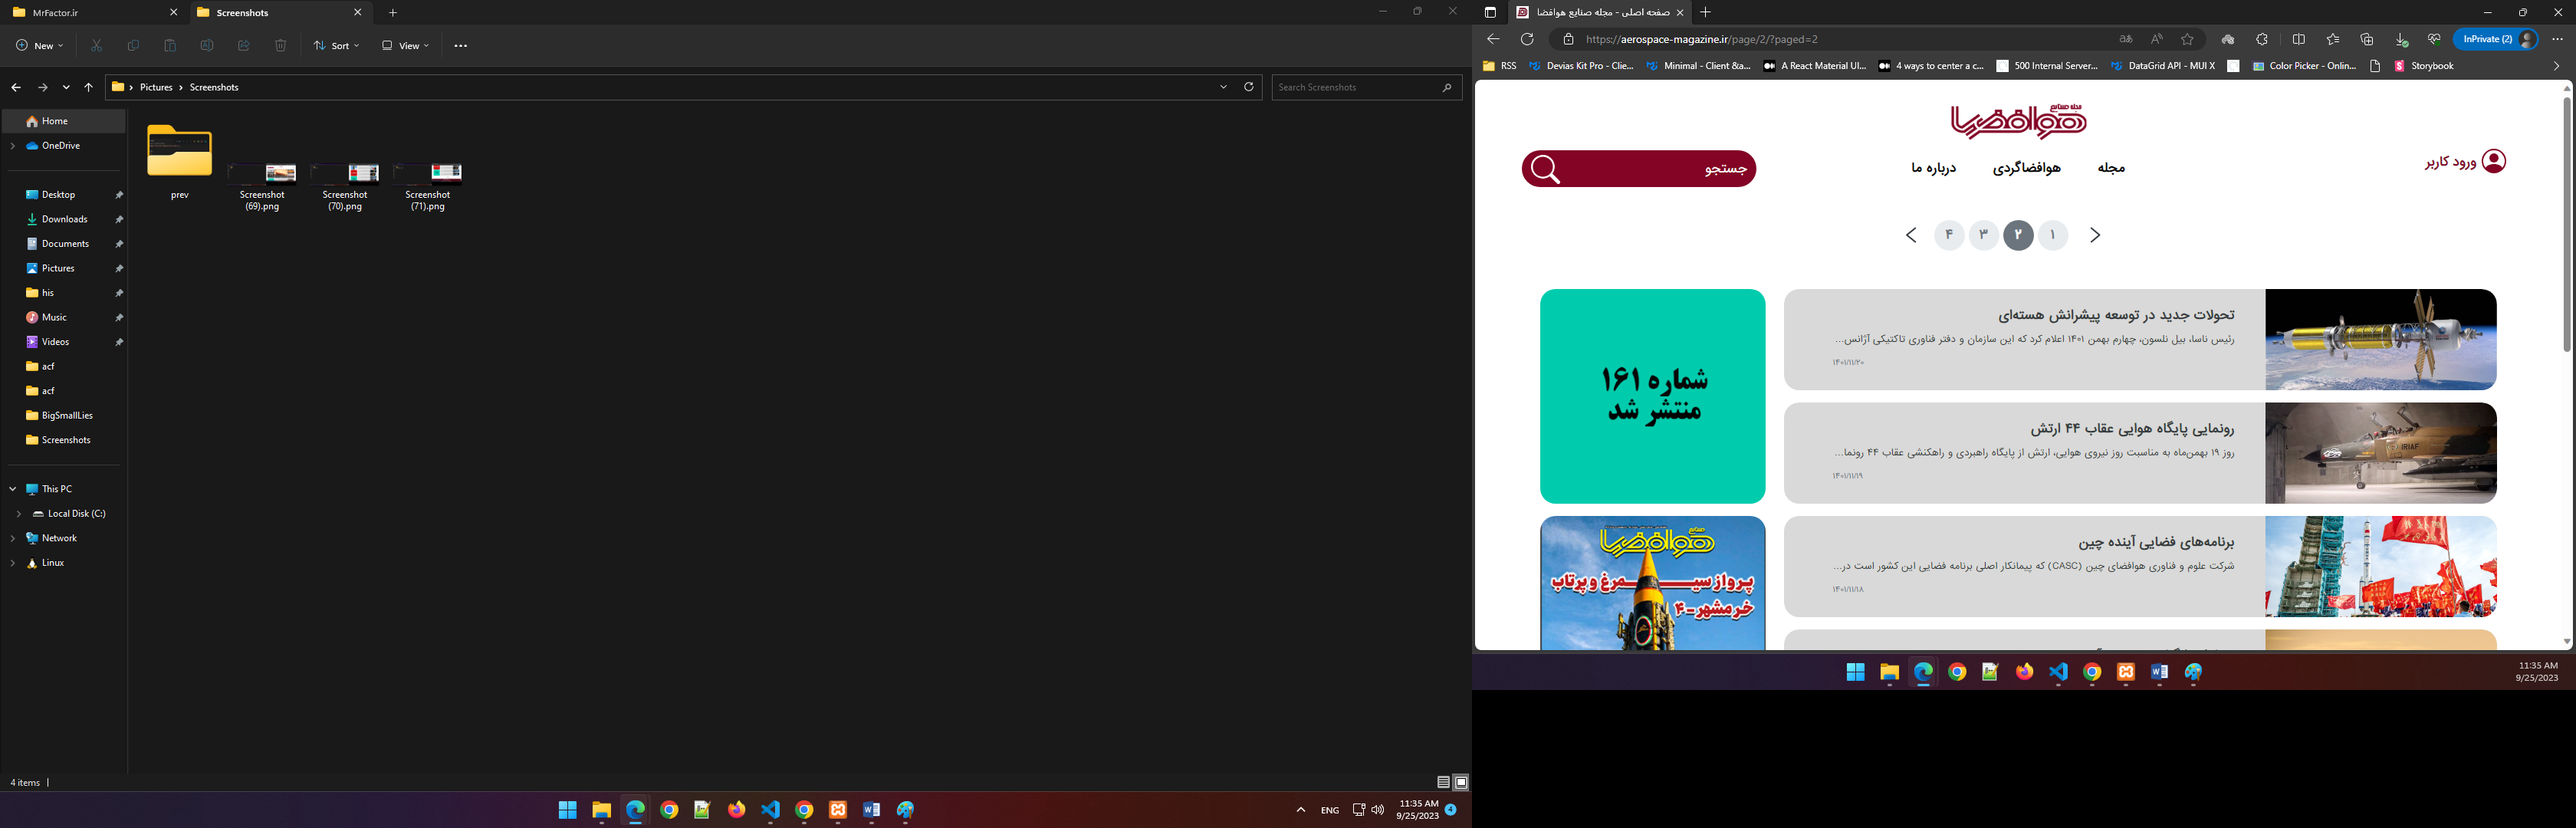 MrFactor.ir
Screenshots
New
Sort
View
Pictures
Screenshots
Search Screenshots
Home
OneDrive
Desktop
Downloads
Documents
Pictures
his
Music
Videos
acf
acf
BigSmallLies
Screenshots
This PC
Local Disk (C:)
Network
Linux
prev
Screenshot
(69).png
Screenshot
(70).png
Screenshot
(71).png
4 items
ENG
11:35 AM
9/25/2023
4
صفحه اصلی - مجله صنایع هوافضا
https://aerospace-magazine.ir/page/2/?paged=2
InPrivate (2)
RSS
Devias Kit Pro - Clie...
Minimal - Client &a...
A React Material UI...
4 ways to center a c...
500 Internal Server...
DataGrid API - MUI X
Color Picker - Onlin...
Storybook
مجله صنایع
هوافضا
ورود کاربر
مجله
هوافضاگردی
درباره ما
جستجو
۱
۲
۳
۴
تحولات جدید در توسعه پیشرانش هسته‌ای
رئیس ناسا، بیل نلسون، چهارم بهمن ۱۴۰۱ اعلام کرد که این سازمان و دفتر فناوری تاکتیکی آژانس...
۱۴۰۱/۱۱/۲۰
رونمایی پایگاه هوایی عقاب ۴۴ ارتش
روز ۱۹ بهمن‌ماه به مناسبت روز نیروی هوایی، ارتش از پایگاه راهبردی و راهکنشی عقاب ۴۴ رونما...
۱۴۰۱/۱۱/۱۹
IRIAF
برنامه‌های فضایی آینده چین
شرکت علوم و فناوری هوافضای چین (CASC) که پیمانکار اصلی برنامه فضایی این کشور است در...
۱۴۰۱/۱۱/۱۸
شماره ۱۶۱
منتشر شد
صنایع
هوافضا
پرواز سیمرغ و پرتاب
خرمشهر-۴
11:35 AM
9/25/2023